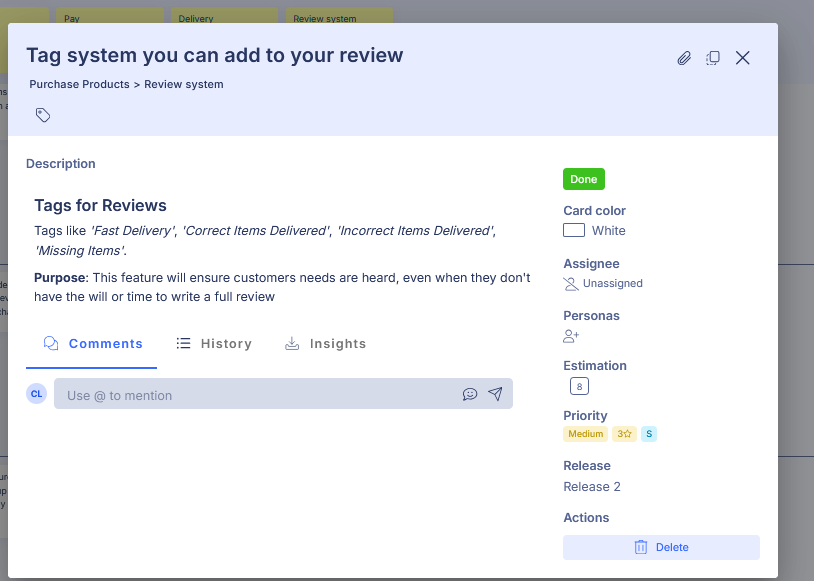 Pay
Delivery
Review system
Tag system you can add to your review
Purchase Products > Review system
Description
Tags for Reviews
Tags like 'Fast Delivery', 'Correct Items Delivered', 'Incorrect Items Delivered',
'Missing Items'.
Purpose: This feature will ensure customers needs are heard, even when they don't
have the will or time to write a full review
Comments
History
Insights
CL
Use @ to mention
Done
Card color
White
Assignee
Unassigned
Personas
Estimation
8
Priority
Medium 3☆ S
Release
Release 2
Actions
Delete